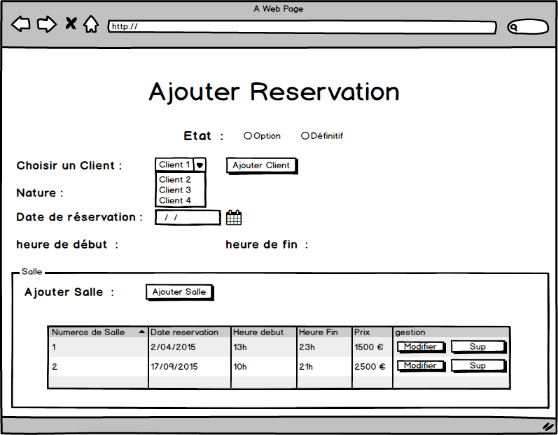 A Web Page
http://
Ajouter Reservation
Etat : Option Définitif
Choisir un Client : Client 1 Ajouter Client
Client 2
Client 3
Client 4
Nature :
Date de réservation : / /
heure de début : heure de fin :
Salle
Ajouter Salle : Ajouter Salle
Numeros de Salle Date reservation Heure debut Heure Fin Prix gestion
1 2/04/2015 13h 23h 1500 € Modifier Sup
2 17/09/2015 10h 21h 2500 € Modifier Sup